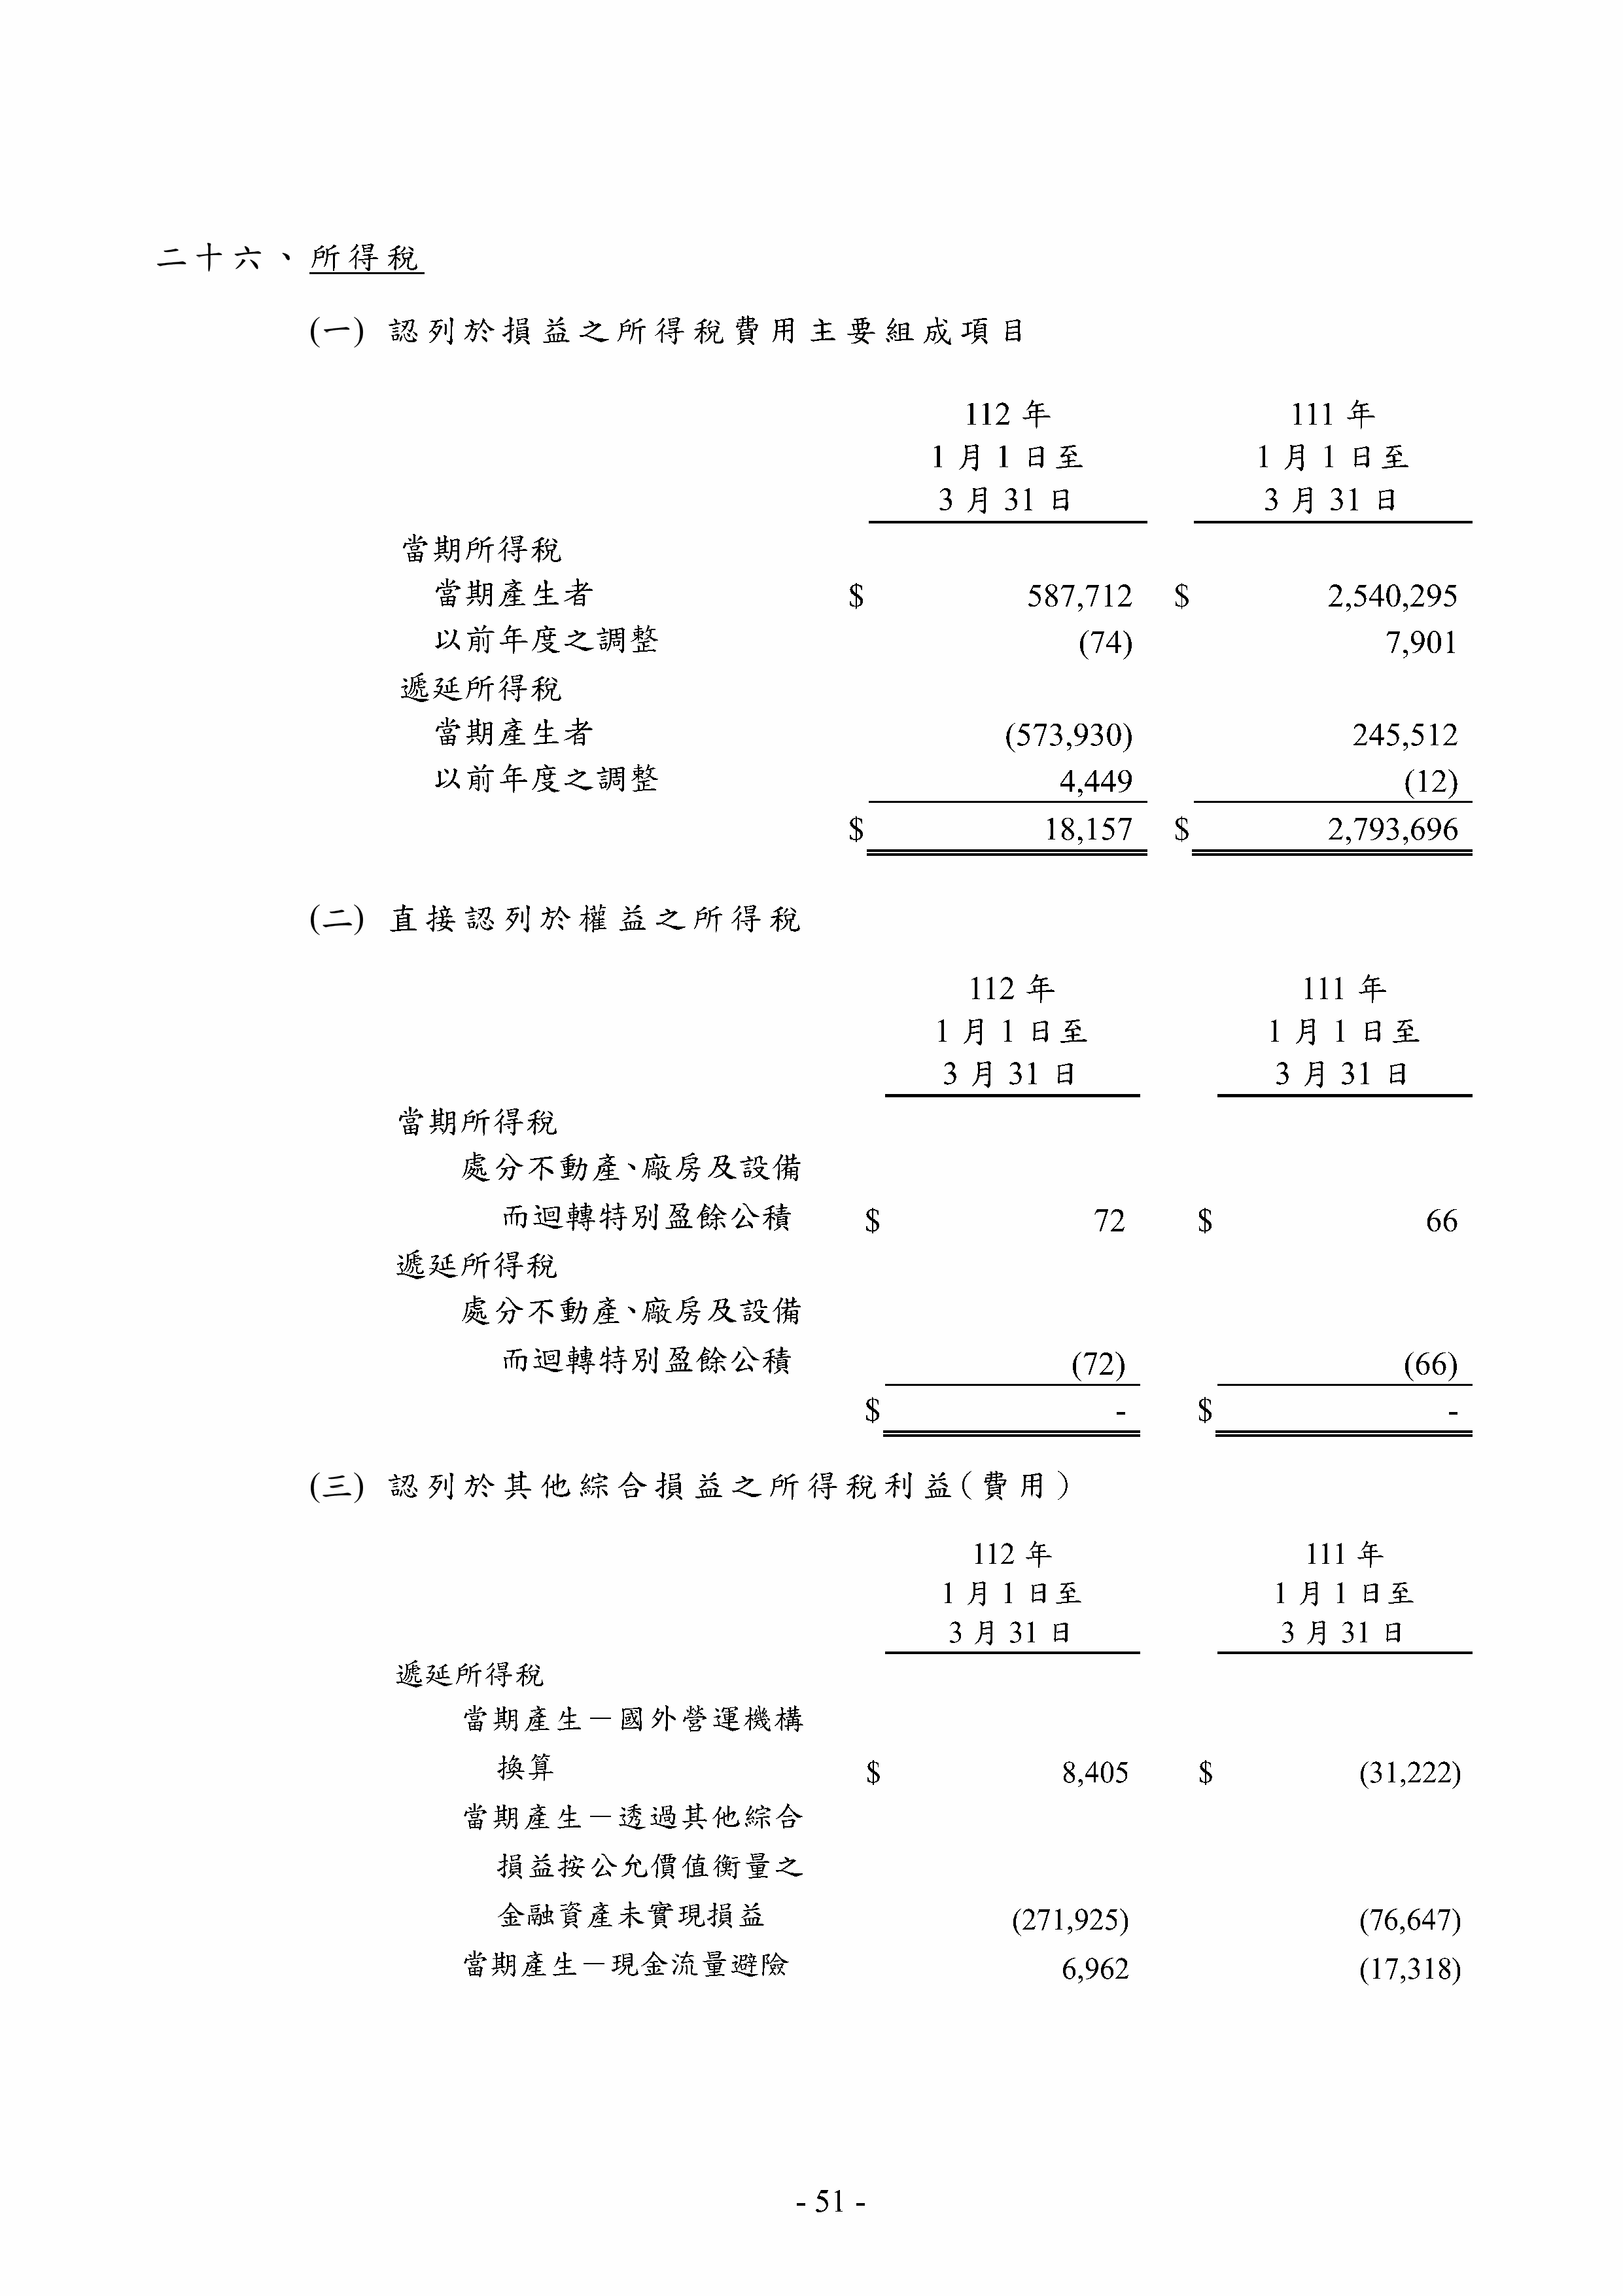 二十六、所得稅
(一) 認列於損益之所得稅費用主要組成項目
112 年 111 年
1 月 1 日至 1 月 1 日至
3 月 31 日 3 月 31 日
當期所得稅
當期產生者 $ 587,712 $ 2,540,295
以前年度之調整 (74) 7,901
遞延所得稅
當期產生者 (573,930) 245,512
以前年度之調整 4,449 (12)
$ 18,157 $ 2,793,696
(二) 直接認列於權益之所得稅
112 年 111 年
1 月 1 日至 1 月 1 日至
3 月 31 日 3 月 31 日
當期所得稅
處分不動產、廠房及設備
而迴轉特別盈餘公積 $ 72 $ 66
遞延所得稅
處分不動產、廠房及設備
而迴轉特別盈餘公積 (72) (66)
$ - $ -
(三) 認列於其他綜合損益之所得稅利益(費用)
112 年 111 年
1 月 1 日至 1 月 1 日至
3 月 31 日 3 月 31 日
遞延所得稅
當期產生－國外營運機構
換算 $ 8,405 $ (31,222)
當期產生－透過其他綜合
損益按公允價值衡量之
金融資產未實現損益 (271,925) (76,647)
當期產生－現金流量避險 6,962 (17,318)
- 51 -